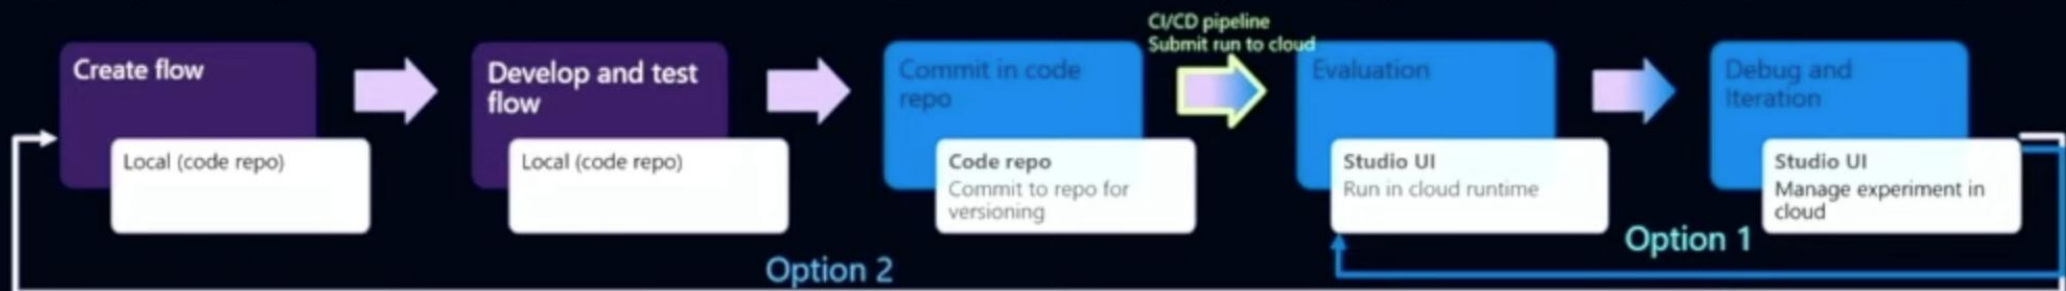 CI/CD pipeline
Submit run to cloud
Create flow
Local (code repo)
Develop and test
flow
Local (code repo)
Commit in code
repo
Code repo
Commit to repo for
versioning
Evaluation
Studio UI
Run in cloud runtime
Debug and
Iteration
Studio UI
Manage experiment in
cloud
Option 1
Option 2